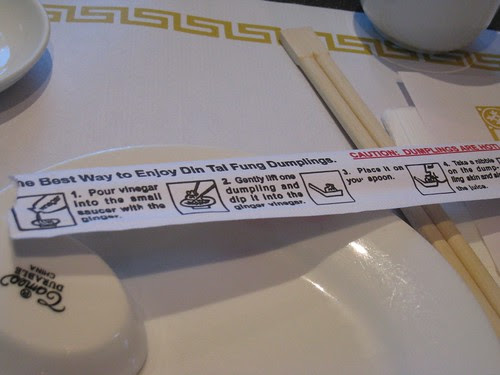 he Best Way to Enjoy Din Tai Fung Dumplings.
CAUTION: DUMPLINGS ARE HOT
1. Pour vinegar
into the small
saucer with the
ginger.
2. Gently lift one
dumpling and
dip it into the
ginger vinegar.
3. Place it on
your spoon.
4. Take a nibble
on the dump-
ling skin and
the juice.
Tamso
DURABLE
CHINA